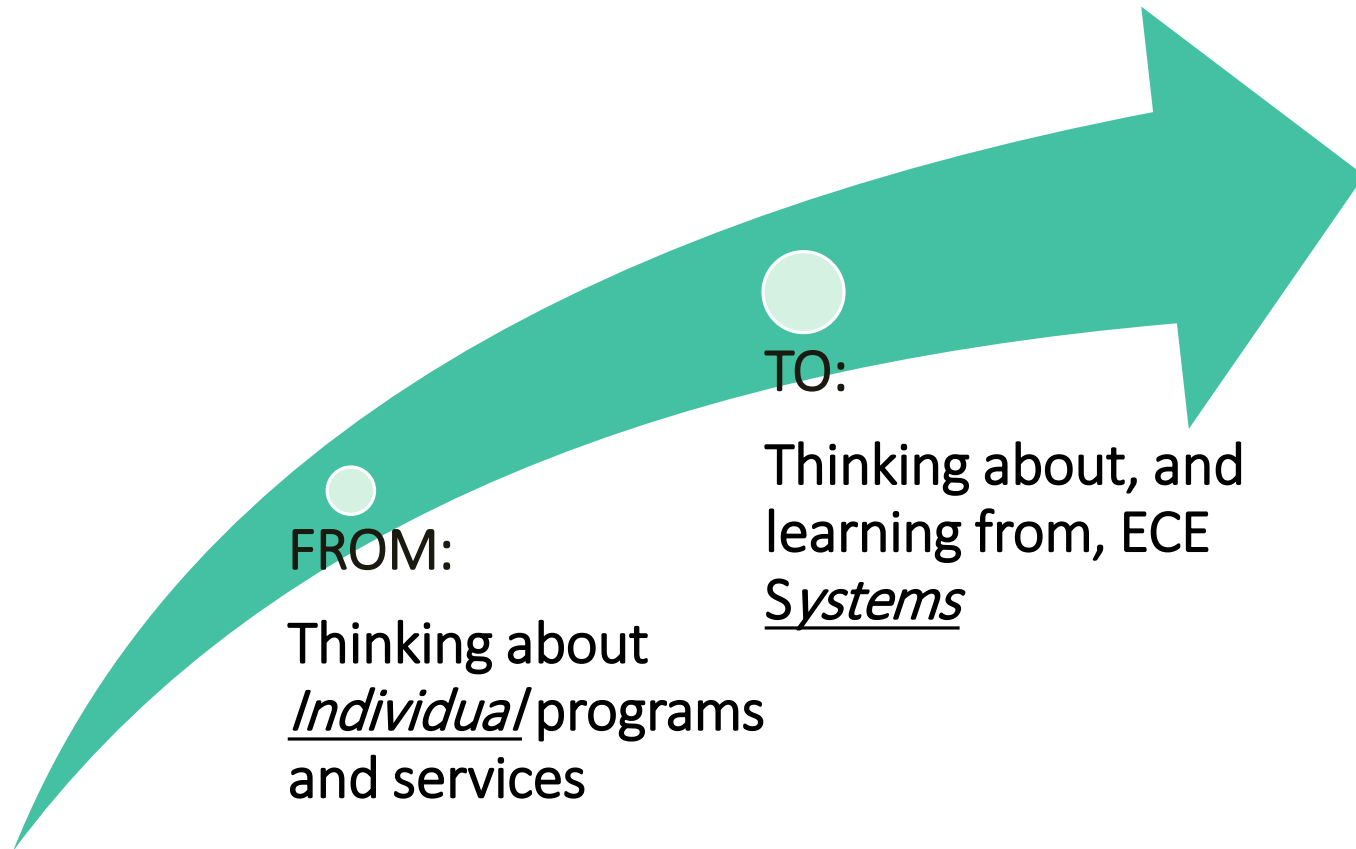 FROM:
Thinking about
Individual programs
and services
TO:
Thinking about, and
learning from, ECE
Systems